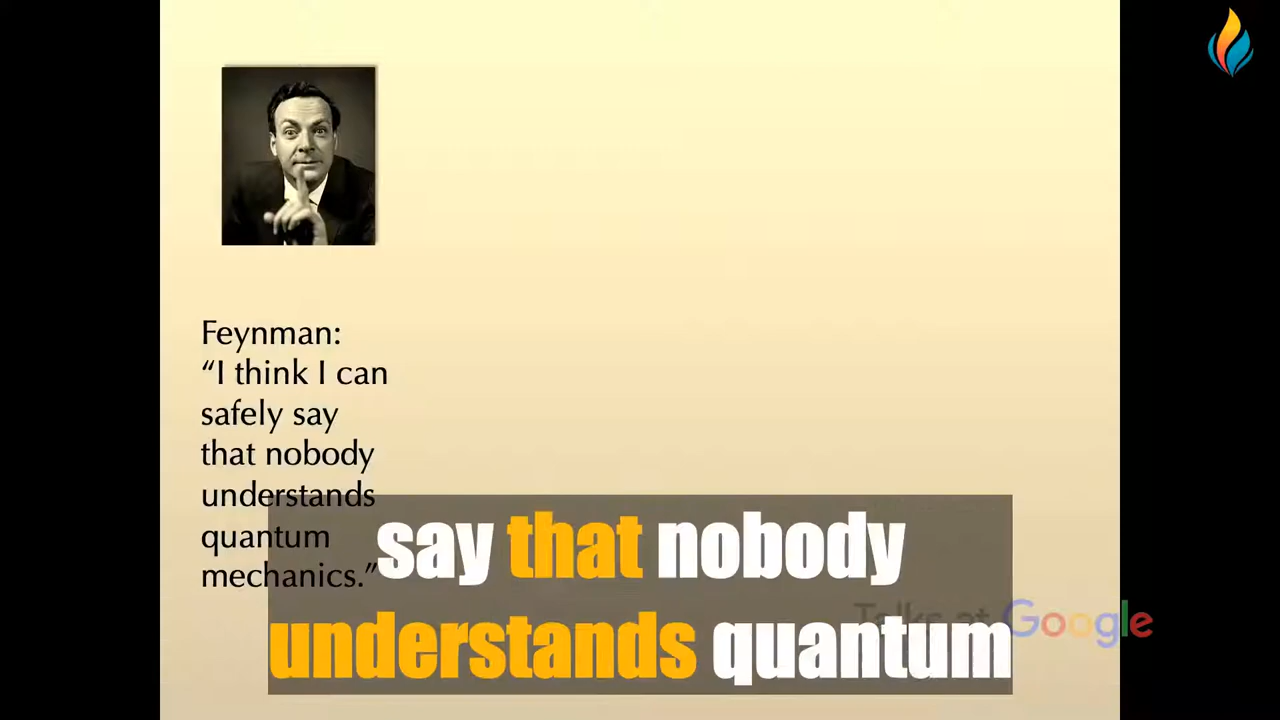 Feynman:
“I think I can
safely say
that nobody
understands
quantum
mechanics.”
say that nobody
understands quantum
Talks at Google